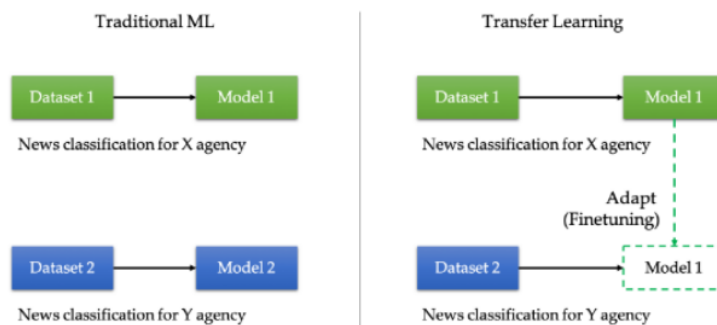 Traditional ML
Dataset 1
Model 1
News classification for X agency
Dataset 2
Model 2
News classification for Y agency
Transfer Learning
Dataset 1
Model 1
News classification for X agency
Adapt
(Finetuning)
Dataset 2
Model 1
News classification for Y agency